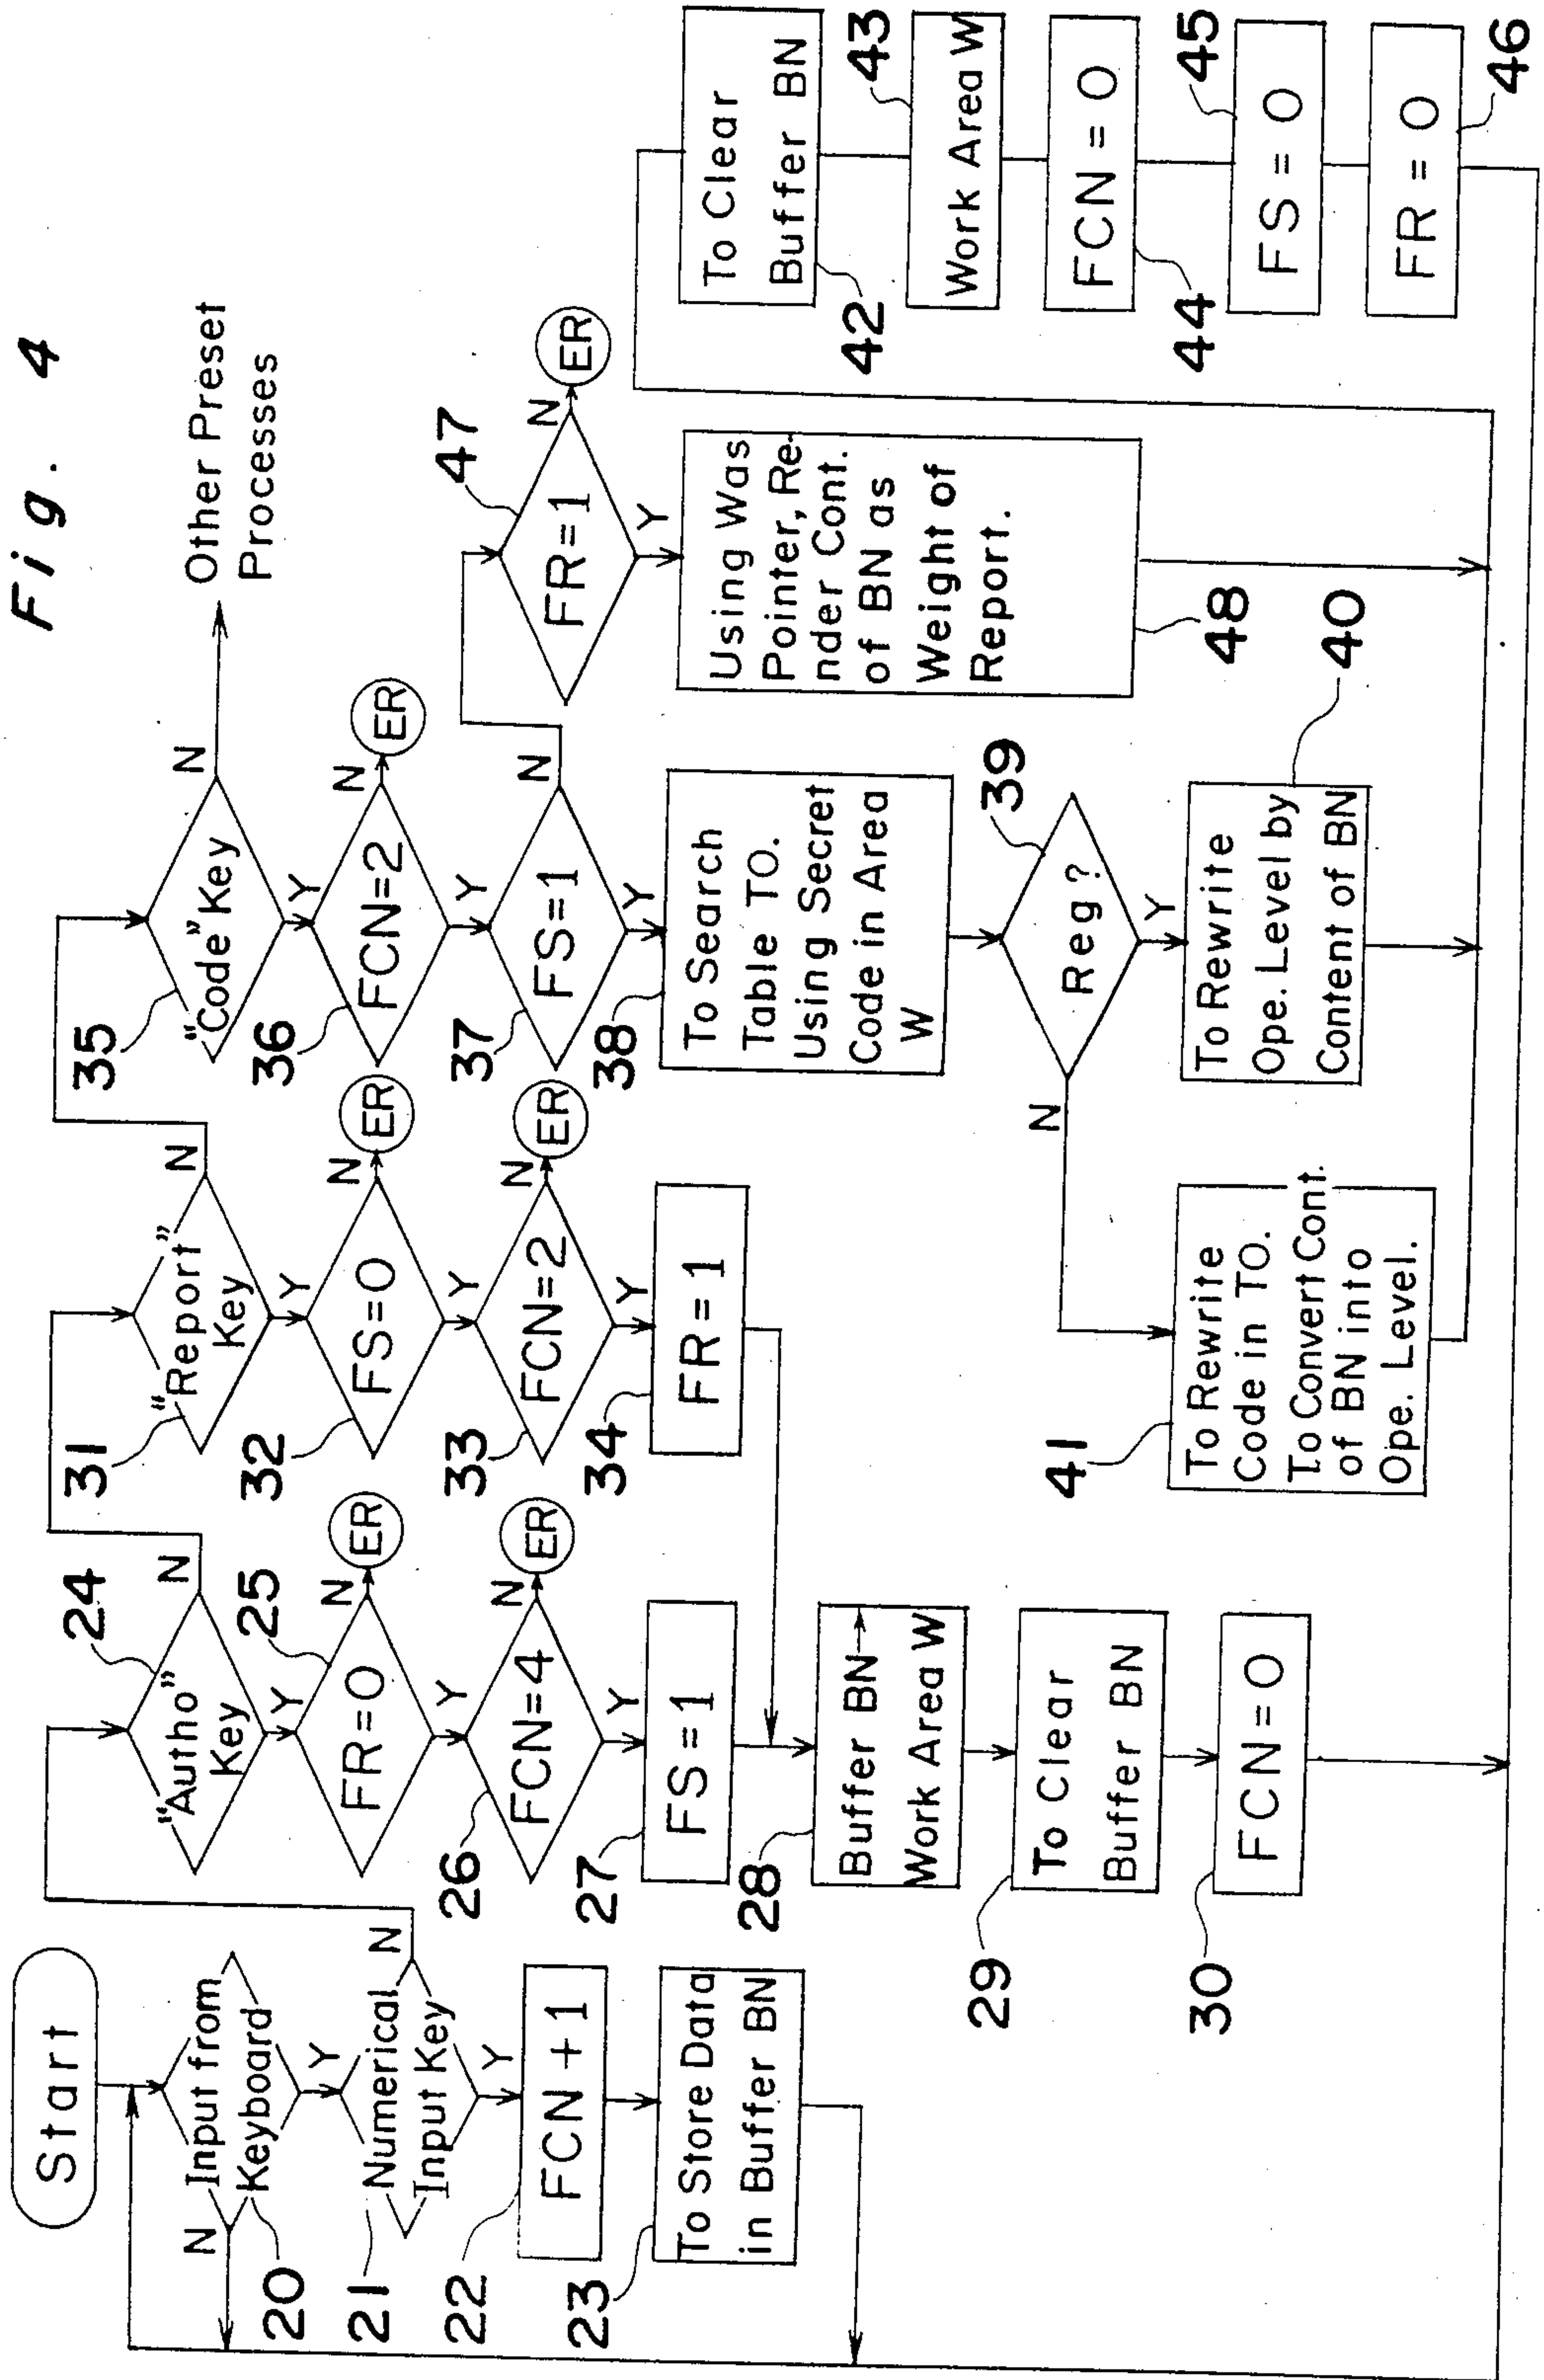 Fig. 4
Start
Input from
Keyboard
N
Y
20
Numerical
Input Key
N
Y
21
FCN + 1
22
To Store Data
in Buffer BN
23
"Autho"
Key
N
Y
24
FR = 0
N
ER
Y
25
FCN = 4
N
ER
Y
26
FS = 1
27
Buffer BN→
Work Area W
28
To Clear
Buffer BN
29
FCN = 0
30
"Report"
Key
N
Y
31
FS = 0
N
ER
Y
32
FCN = 2
N
ER
Y
33
FR = 1
34
"Code" Key
N
Y
35
Other Preset
Processes
FCN = 2
N
ER
Y
36
FS = 1
N
Y
37
To Search
Table TO.
Using Secret
Code in Area
W
38
Reg?
N
Y
39
To Rewrite
Ope. Level by
Content of BN
40
To Rewrite
Code in TO.
To Convert Cont.
of BN into
Ope. Level.
41
FR = 1
N
ER
Y
47
Using Was
Pointer, Re-
nder Cont.
of BN as
Weight of
Report.
48
To Clear
Buffer BN
42
Work Area W
43
FCN = 0
44
FS = 0
45
FR = 0
46